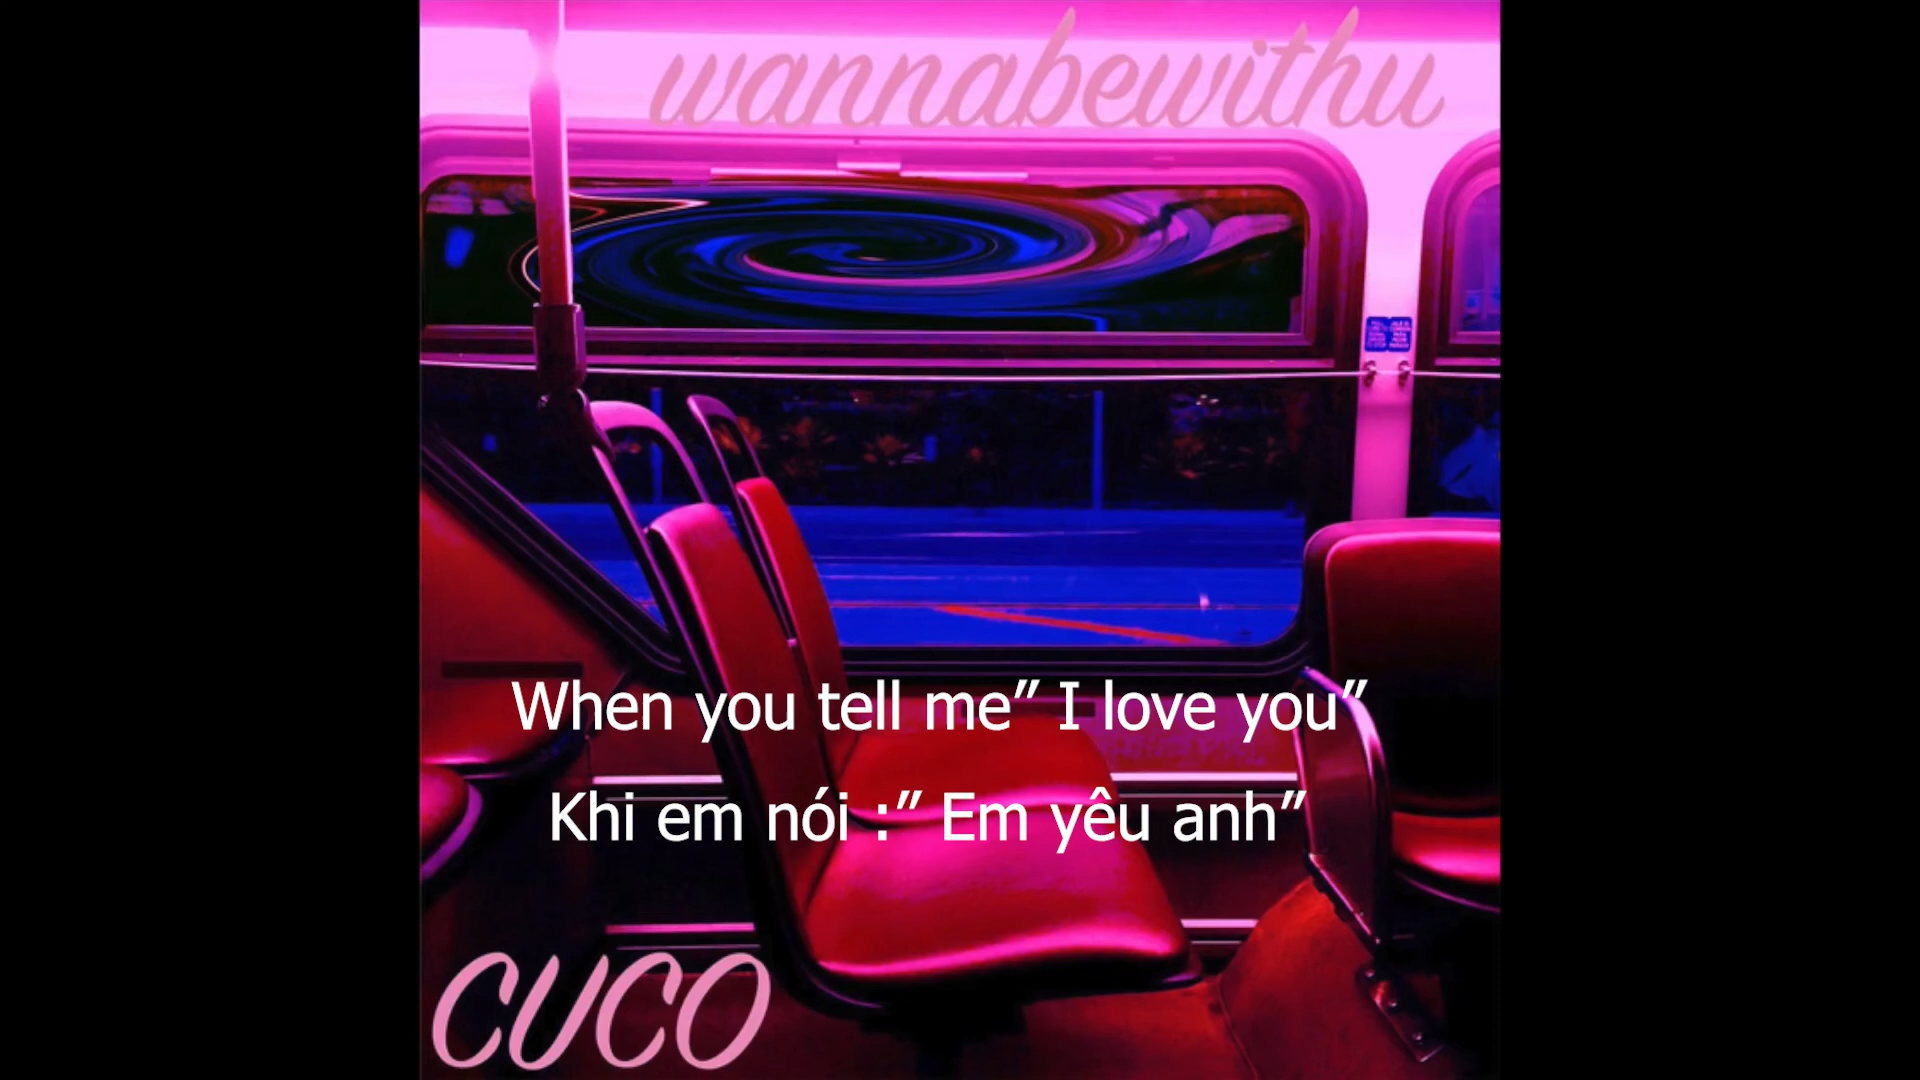 wannabewithu
When you tell me” I love you”
Khi em nói :” Em yêu anh”
CUCO